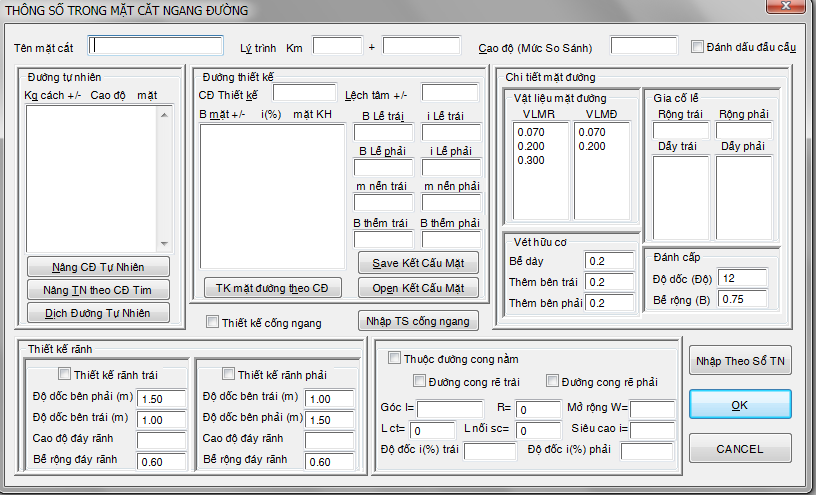 THÔNG SỐ TRONG MẶT CẮT NGANG ĐƯỜNG
Tên mặt cắt
Lý trình Km +
Cao độ (Mức So Sánh)
Đánh dấu đầu cầu
Đường tự nhiên
Kg cách +/- Cao độ mặt
Nâng CĐ Tự Nhiên
Nâng TN theo CĐ Tim
Dịch Đường Tự Nhiên
Đường thiết kế
CĐ Thiết kế
Lệch tâm +/-
B mặt +/- i(%) mặt KH
B Lề trái i Lề trái
B Lề phải i Lề phải
m nền trái m nền phải
B thềm trái B thềm phải
Save Kết Cấu Mặt
TK mặt đường theo CĐ
Open Kết Cấu Mặt
Thiết kế cống ngang
Nhập TS cống ngang
Chi tiết mặt đường
Vật liệu mặt đường
VLMR VLMĐ
0.070 0.070
0.200 0.200
0.300
Gia cố lề
Rộng trái Rộng phải
Dầy trái Dầy phải
Vét hữu cơ
Bề dày 0.2
Thêm bên trái 0.2
Thêm bên phải 0.2
Đánh cấp
Độ dốc (Độ) 12
Bề rộng (B) 0.75
Thiết kế rãnh
Thiết kế rãnh trái
Độ dốc bên phải (m) 1.50
Độ dốc bên trái (m) 1.00
Cao độ đáy rãnh
Bề rộng đáy rãnh 0.60
Thiết kế rãnh phải
Độ dốc bên trái (m) 1.00
Độ dốc bên phải (m) 1.50
Cao độ đáy rãnh
Bề rộng đáy rãnh 0.60
Thuộc đường cong nằm
Đường cong rẽ trái
Đường cong rẽ phải
Góc I= R= 0 Mở rộng W=
L ct= 0 L nối sc= 0 Siêu cao i=
Độ dốc i(%) trái Độ dốc i(%) phải
Nhập Theo Sổ TN
OK
CANCEL